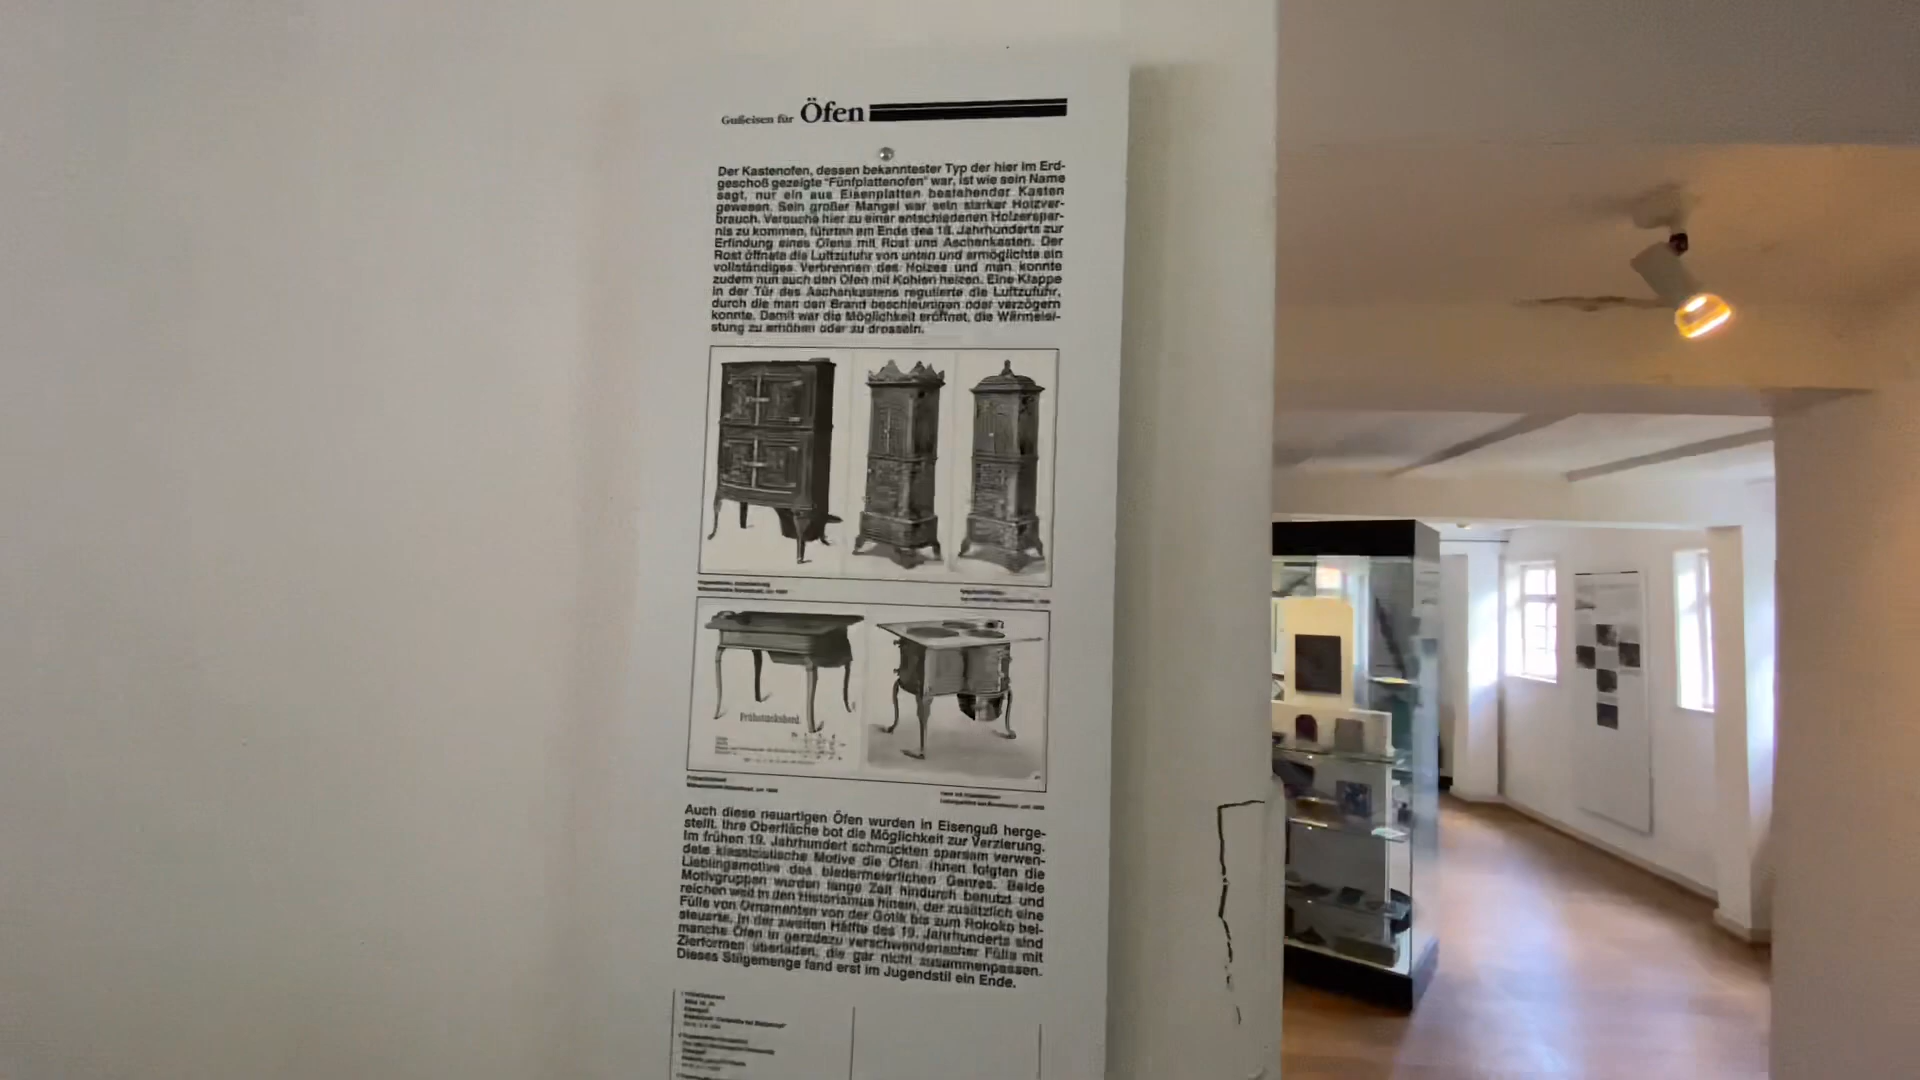 Gußeisen für Öfen
Der Kastenofen, dessen bekanntester Typ der hier im Erd-
geschoß gezeigte "Fünfplattenofen" war, ist wie sein Name
sagt, nur ein aus Eisenplatten bestehender Kasten
gewesen. Sein großer Mangel war sein starker Holzver-
brauch. Versuche hier zu einer entschiedenen Holzerspar-
nis zu kommen, führten am Ende des 18. Jahrhunderts zur
Erfindung eines Ofens mit Rost und Aschenkasten. Der
Rost öffnete die Luftzufuhr von unten und ermöglichte ein
vollständiges Verbrennen des Holzes und man konnte
zudem nun auch den Ofen mit Kohlen heizen. Eine Klappe
in der Tür des Aschenkastens regulierte die Luftzufuhr,
durch die man den Brand beschleunigen oder verzögern
konnte. Damit war die Möglichkeit eröffnet, die Wärmelei-
stung zu erhöhen oder zu drosseln.
Frühstücksherd.
Auch diese neuartigen Öfen wurden in Eisenguß herge-
stellt. Ihre Oberfläche bot die Möglichkeit zur Verzierung.
Im frühen 19. Jahrhundert schmückten sparsam verwen-
dete klassizistische Motive die Öfen. Ihnen folgten die
Lieblingsmotive des biedermeierlichen Genres. Beide
Motivgruppen wurden lange Zeit hindurch benutzt und
reichen weit in den Historismus hinein, der zusätzlich eine
Fülle von Ornamenten von der Gotik bis zum Rokoko bei-
steuerte. In der zweiten Hälfte des 19. Jahrhunderts sind
manche Öfen in geradezu verschwenderischer Fülle mit
Zierformen überladen, die gar nicht zusammenpassen.
Dieses Stilgemenge fand erst im Jugendstil ein Ende.